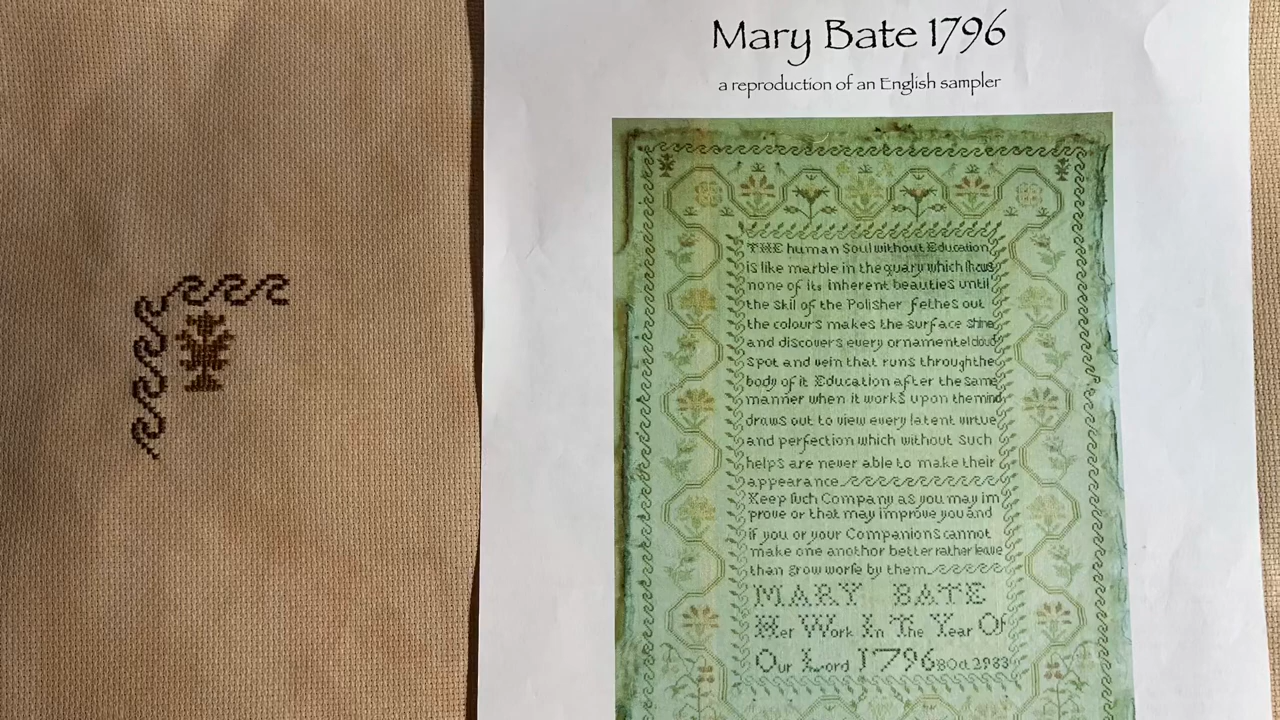 Mary Bate 1796
a reproduction of an English sampler
THE human Soul without Education
is like marble in the quary which shows
none of its inherent beauties until
the skil of the Polisher fethes out
the colours makes the surface shine
and discovers every ornamentel cloud
spot and vein that runs through the
body of it Education after the same
manner when it works upon the mind
draws out to view every latent virtue
and perfection which without such
helps are never able to make their
appearance
Keep such Company as you may im
prove or that may improve you and
if you or your Companions cannot
make one anothor better rather leave
than grow worse by them
MARY BATE
Her Work In The Year Of
Our Lord 1796